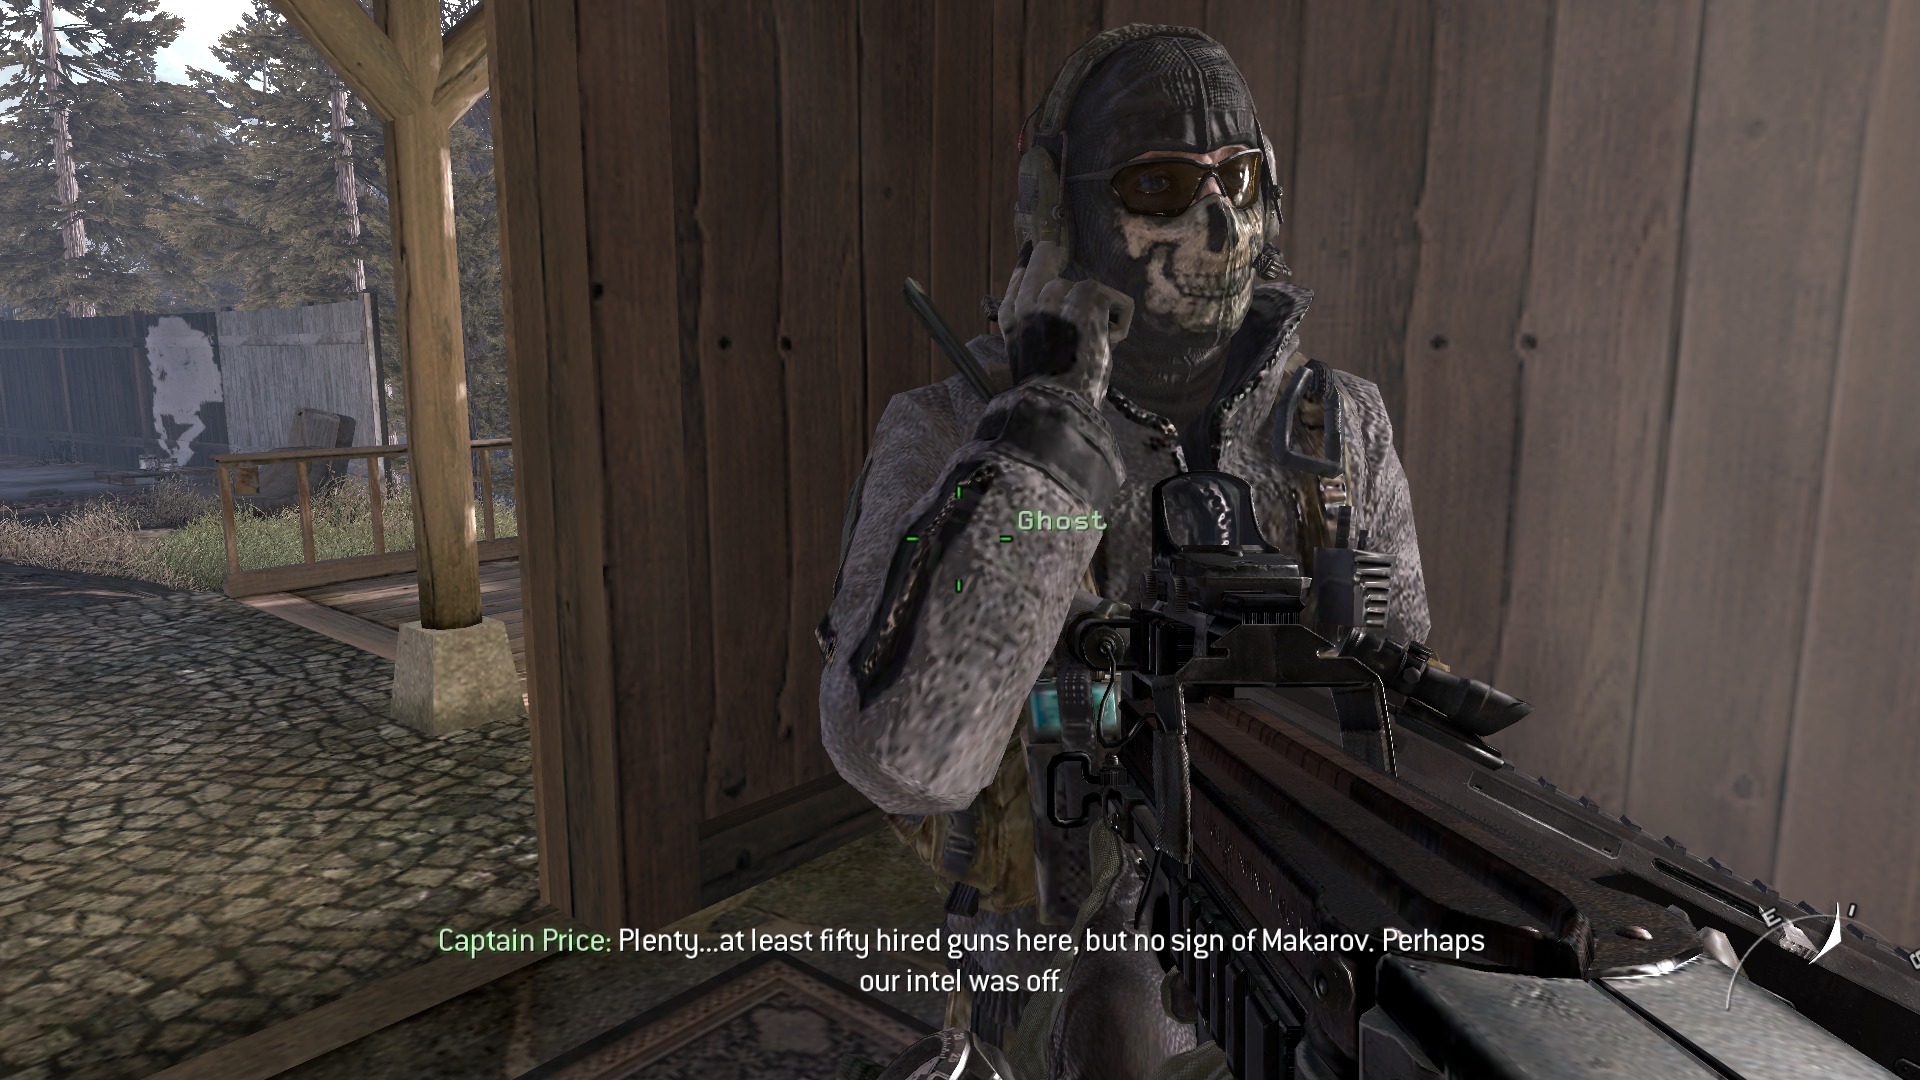 Ghost
Captain Price: Plenty...at least fifty hired guns here, but no sign of Makarov. Perhaps
our intel was off.
E